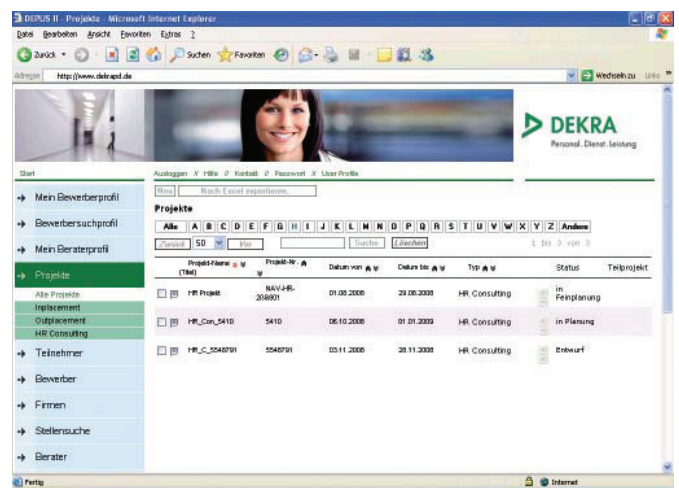 DEPUS II - Projekte - Microsoft Internet Explorer
Datei Bearbeiten Ansicht Favoriten Extras ?
Zurück Suchen Favoriten
Adresse http://www.dekrapd.de Wechseln zu Links »
DEKRA
Personal. Dienst. Leistung
Start Ausloggen // Hilfe // Kontakt // Passwort // User Profile
Neu Nach Excel exportieren.
Mein Bewerberprofil
Projekte
Bewerbersuchprofil
Alle A B C D E F G H I J K L M N O P Q R S T U V W X Y Z Andere
Mein Beraterprofil
Zurück 50 Vor Suche Löschen 1 bis 3 von 3
Projekte
Projekt-Name (Titel) Projekt-Nr. Datum von Datum bis Typ Status Teilprojekt
Alle Projekte
Inplacement
Outplacement
HR Consulting
HR Projekt NAV-HR- 01.08.2008 29.08.2008 HR Consulting in Feinplanung
HR_Con_5410 5410 06.10.2008 01.01.2009 HR Consulting in Planung
HR_C_5546791 5546791 03.11.2008 28.11.2008 HR Consulting Entwurf
Teilnehmer
Bewerber
Firmen
Stellensuche
Berater
Fertig Internet